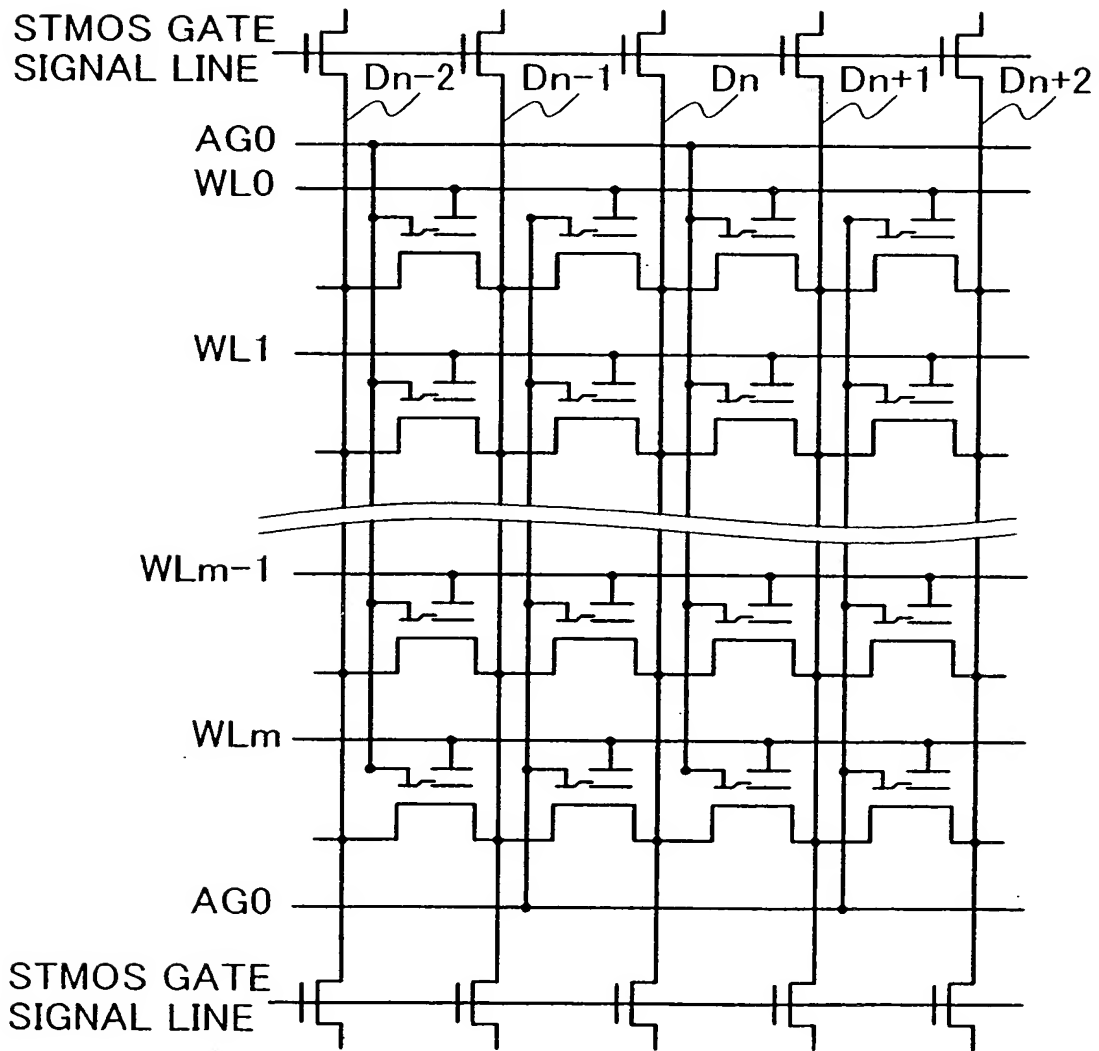 STMOS GATE
SIGNAL LINE
Dn-2 Dn-1 Dn Dn+1 Dn+2
AG0
WL0
WL1
WLm-1
WLm
AG0
STMOS GATE
SIGNAL LINE